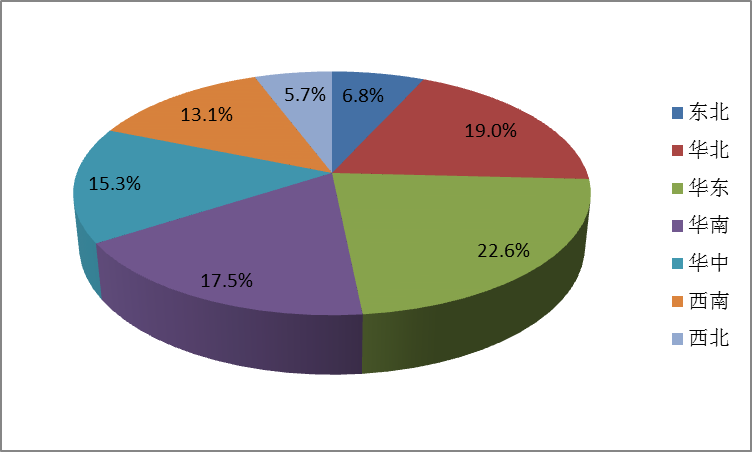 5.7%
6.8%
13.1%
19.0%
15.3%
22.6%
17.5%
东北
华北
华东
华南
华中
西南
西北